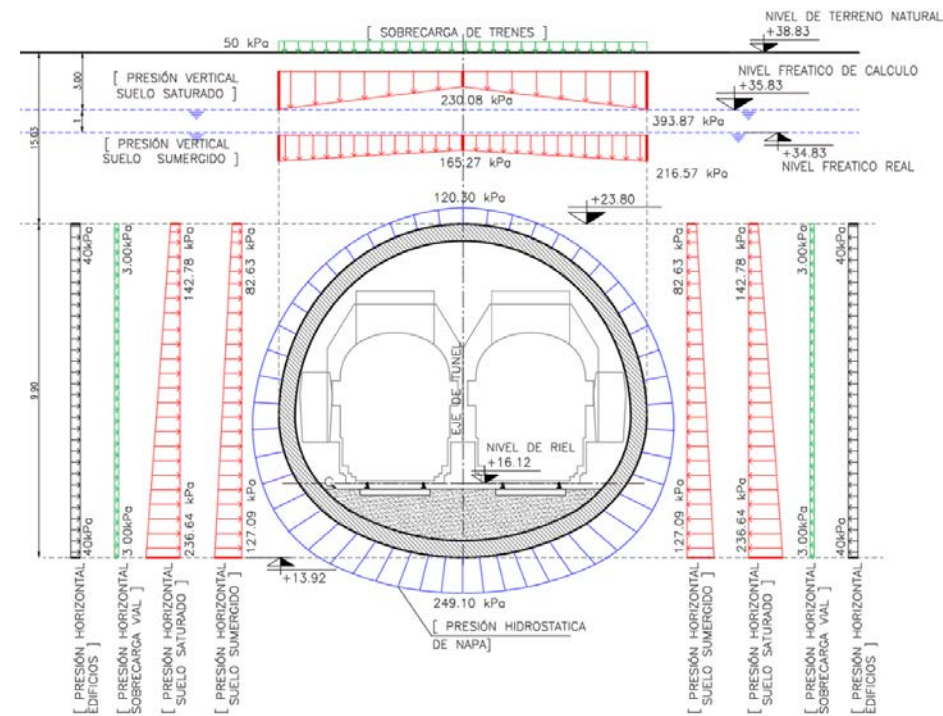 NIVEL DE TERRENO NATURAL
+38.83
[ SOBRECARGA DE TRENES ]
50 kPa
[ PRESIÓN VERTICAL
SUELO SATURADO ]
3.00
230.08 kPa
NIVEL FREATICO DE CALCULO
+35.83
393.87 kPa
1
15.03
[ PRESIÓN VERTICAL
SUELO SUMERGIDO ]
165.27 kPa
+34.83
NIVEL FREATICO REAL
216.57 kPa
120.30 kPa
+23.80
40kPa
3.00kPa
142.78 kPa
82.63 kPa
82.63 kPa
142.78 kPa
3.00kPa
40kPa
9.90
EJE DE TUNEL
NIVEL DE RIEL
+16.12
40kPa
3.00kPa
236.64 kPa
127.09 kPa
127.09 kPa
236.64 kPa
3.00kPa
40kPa
+13.92
249.10 kPa
[ PRESIÓN HIDROSTATICA
DE NAPA]
[ PRESIÓN HORIZONTAL
EDIFICIOS ]
[ PRESIÓN HORIZONTAL
SOBRECARGA VIAL ]
[ PRESIÓN HORIZONTAL
SUELO SATURADO ]
[ PRESIÓN HORIZONTAL
SUELO SUMERGIDO ]
[ PRESIÓN HORIZONTAL
SUELO SUMERGIDO ]
[ PRESIÓN HORIZONTAL
SUELO SATURADO ]
[ PRESIÓN HORIZONTAL
SOBRECARGA VIAL ]
[ PRESIÓN HORIZONTAL
EDIFICIOS ]